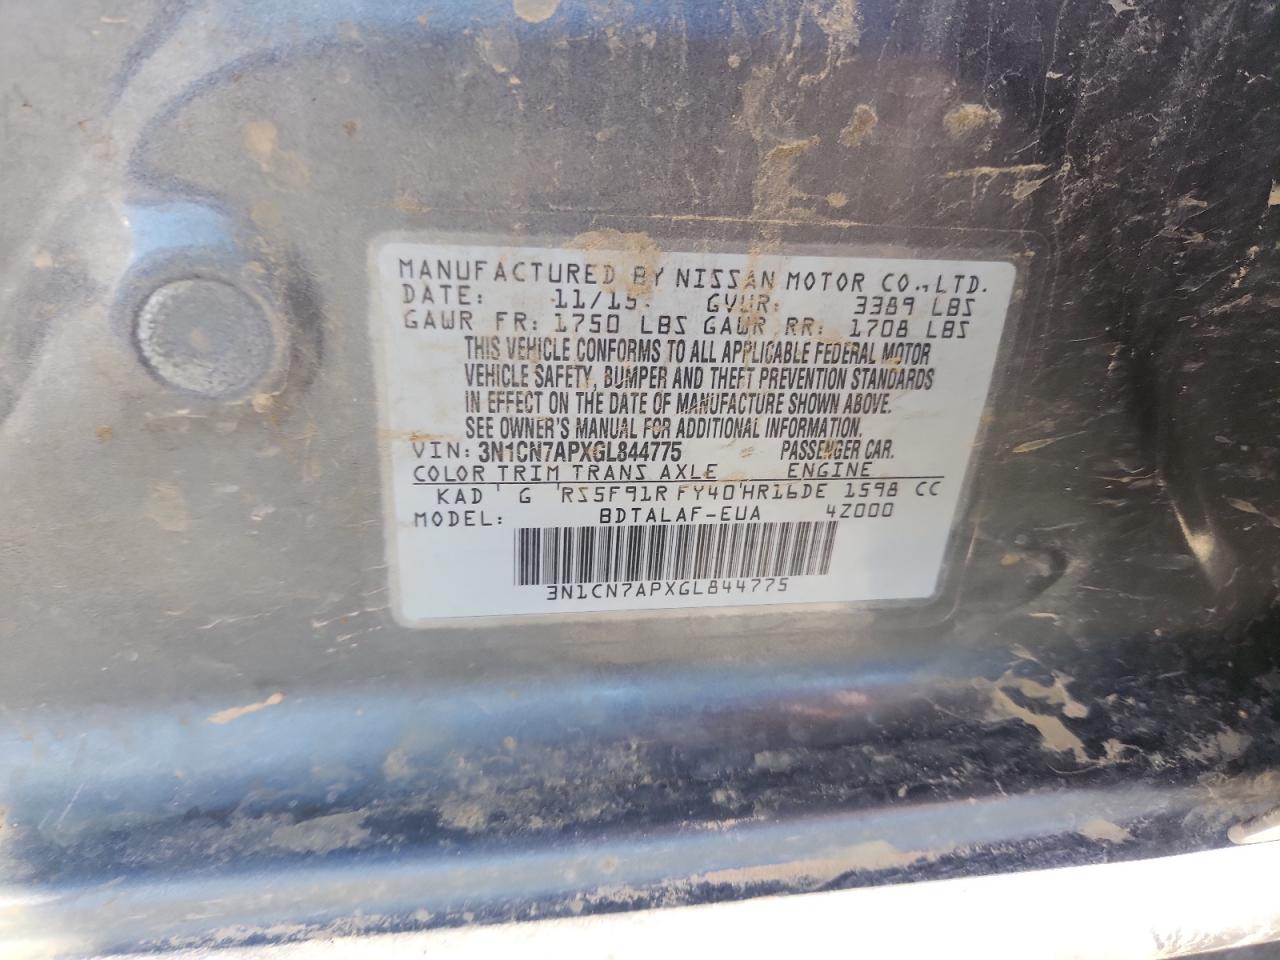 MANUFACTURED BY NISSAN MOTOR CO.,LTD.
DATE: 11/15 GVWR: 3389 LBS
GAWR FR: 1750 LBS GAWR RR: 1708 LBS
THIS VEHICLE CONFORMS TO ALL APPLICABLE FEDERAL MOTOR
VEHICLE SAFETY, BUMPER AND THEFT PREVENTION STANDARDS
IN EFFECT ON THE DATE OF MANUFACTURE SHOWN ABOVE.
SEE OWNER'S MANUAL FOR ADDITIONAL INFORMATION.
VIN: 3N1CN7APXGL844775 PASSENGER CAR.
COLOR TRIM TRANS AXLE ENGINE
KAD G RS5F91R FY40 HR16DE 1598 CC
MODEL: BDTALAF-EUA 4Z000
3N1CN7APXGL844775